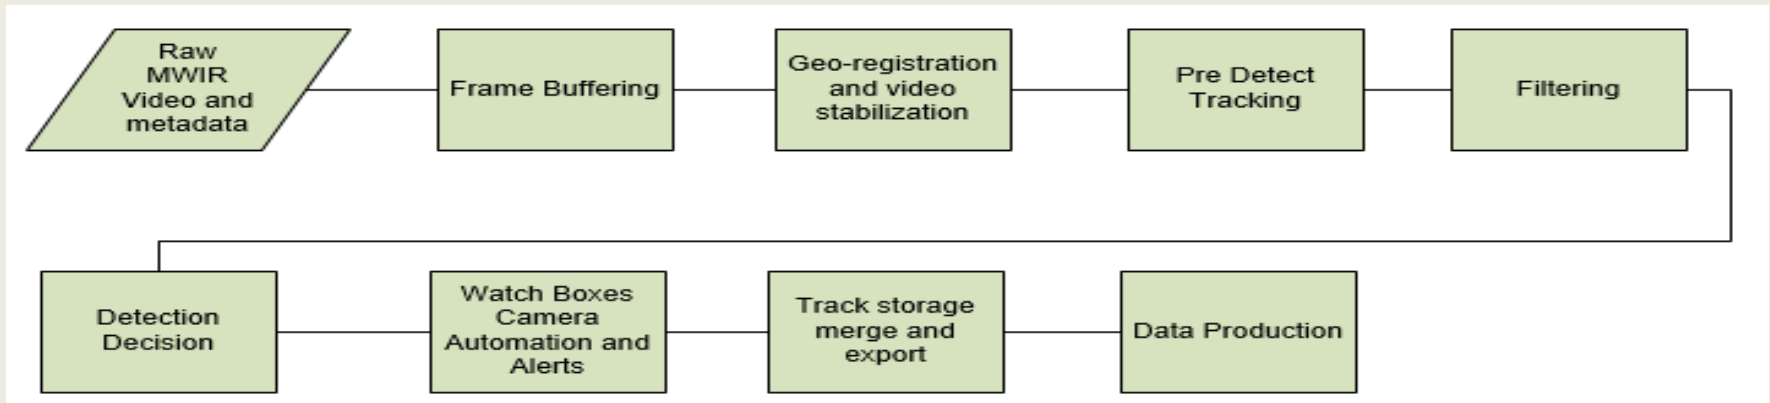 Raw
MWIR
Video and
metadata
Frame Buffering
Geo-registration
and video
stabilization
Pre Detect
Tracking
Filtering
Detection
Decision
Watch Boxes
Camera
Automation and
Alerts
Track storage
merge and
export
Data Production